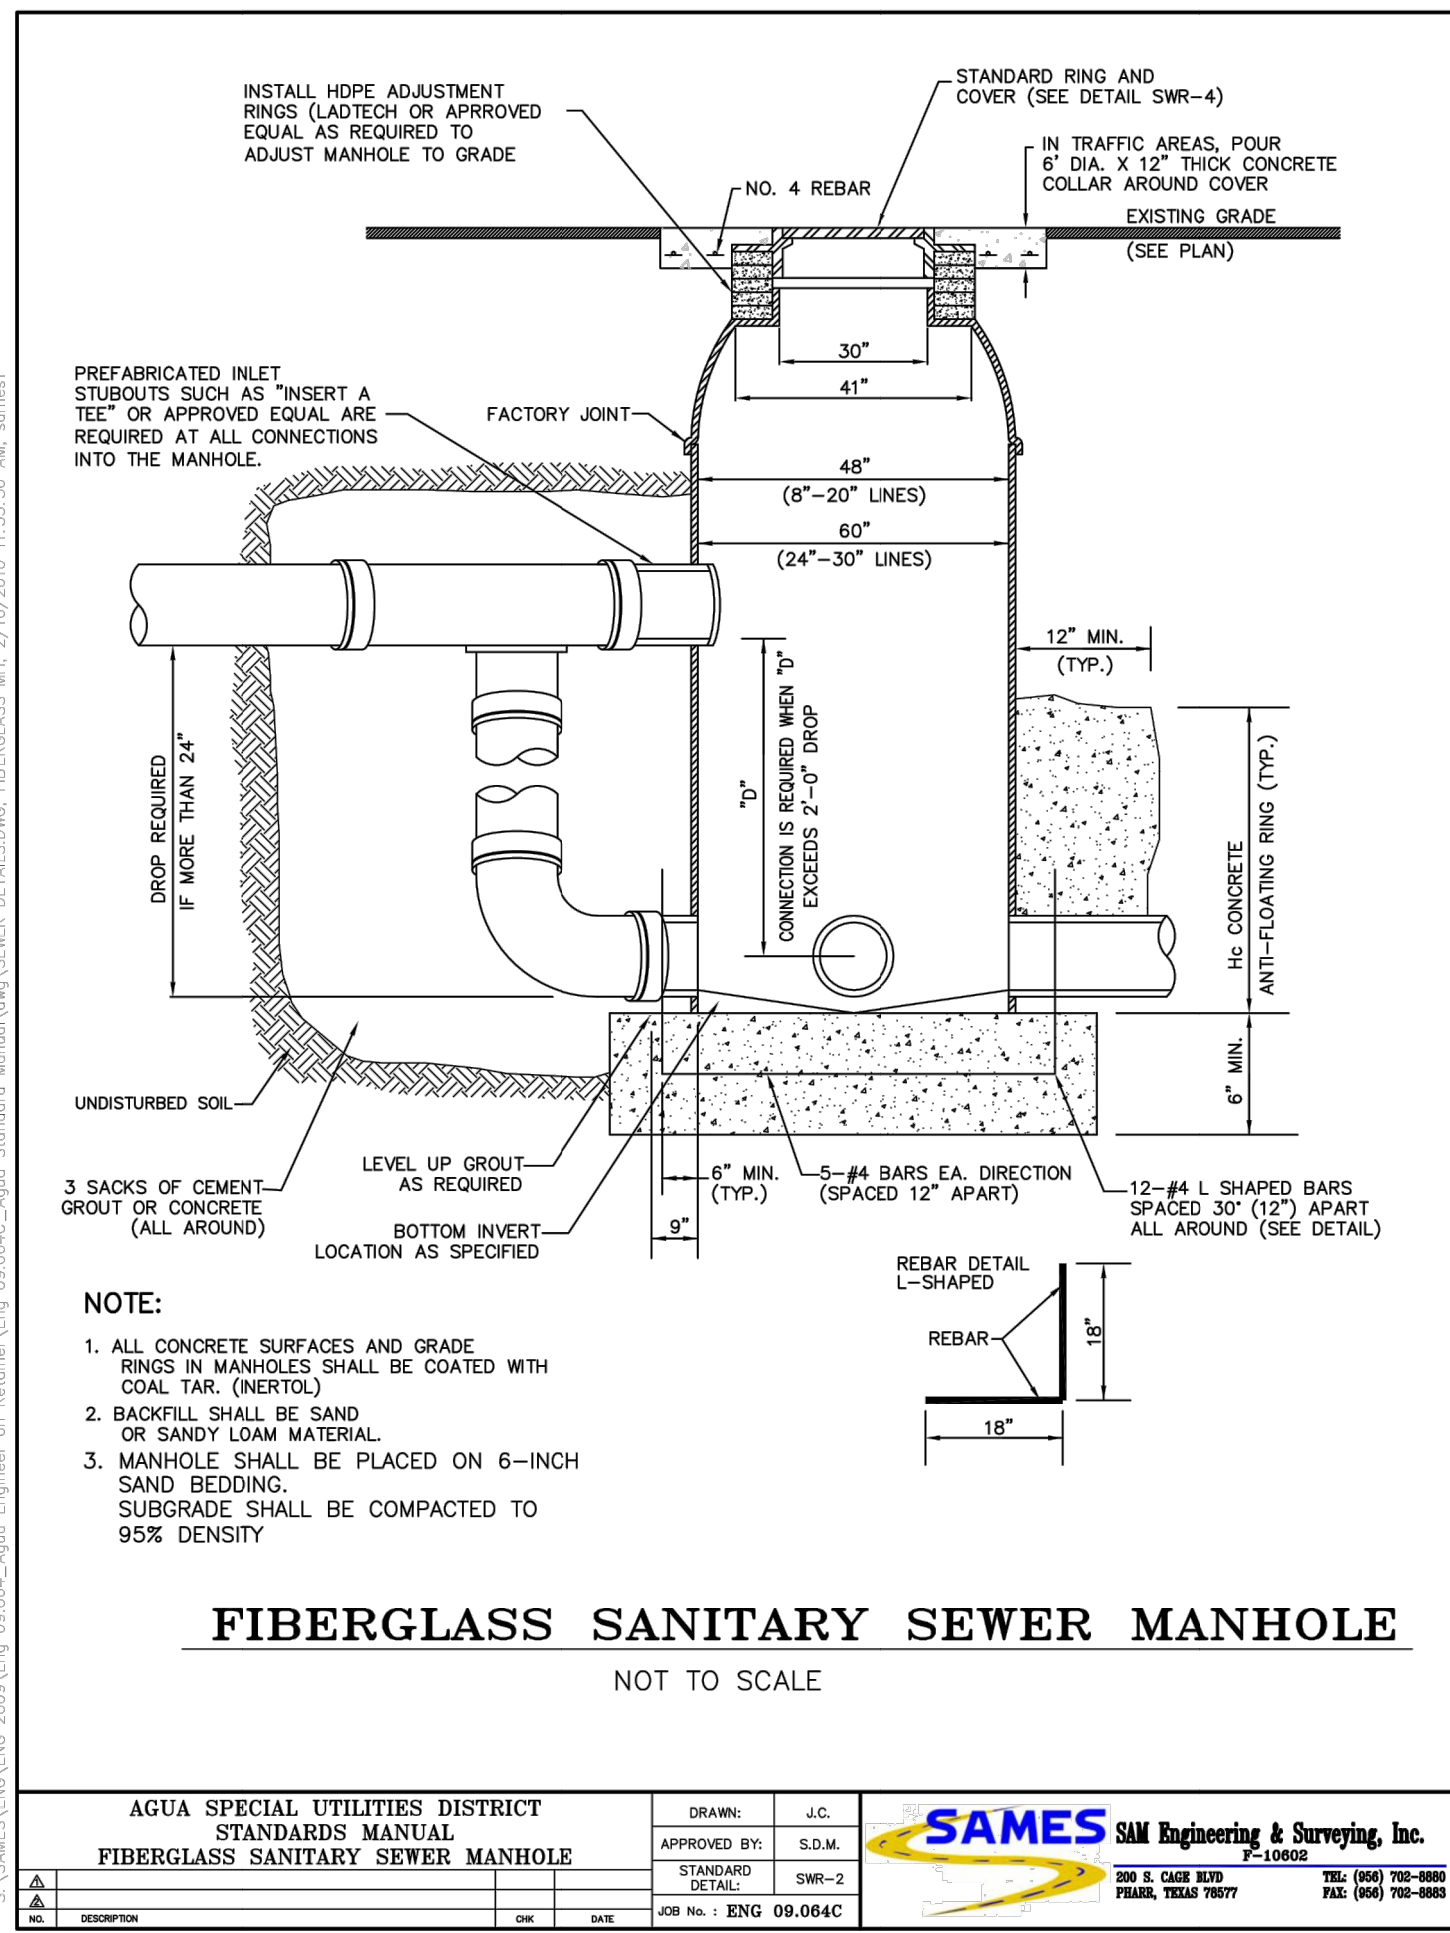 INSTALL HDPE ADJUSTMENT
RINGS (LADTECH OR APRROVED
EQUAL AS REQUIRED TO
ADJUST MANHOLE TO GRADE
STANDARD RING AND
COVER (SEE DETAIL SWR-4)
IN TRAFFIC AREAS, POUR
6' DIA. X 12" THICK CONCRETE
COLLAR AROUND COVER
NO. 4 REBAR
EXISTING GRADE
(SEE PLAN)
30"
41"
PREFABRICATED INLET
STUBOUTS SUCH AS "INSERT A
TEE" OR APPROVED EQUAL ARE
REQUIRED AT ALL CONNECTIONS
INTO THE MANHOLE.
FACTORY JOINT
48"
(8"-20" LINES)
60"
(24"-30" LINES)
12" MIN.
(TYP.)
DROP REQUIRED
IF MORE THAN 24"
"D"
CONNECTION IS REQUIRED WHEN "D"
EXCEEDS 2'-0" DROP
Hc CONCRETE
ANTI-FLOATING RING (TYP.)
6" MIN.
UNDISTURBED SOIL
3 SACKS OF CEMENT
GROUT OR CONCRETE
(ALL AROUND)
LEVEL UP GROUT
AS REQUIRED
BOTTOM INVERT
LOCATION AS SPECIFIED
6" MIN.
(TYP.)
9"
5-#4 BARS EA. DIRECTION
(SPACED 12" APART)
12-#4 L SHAPED BARS
SPACED 30° (12") APART
ALL AROUND (SEE DETAIL)
REBAR DETAIL
L-SHAPED
REBAR
18"
18"
NOTE:
1. ALL CONCRETE SURFACES AND GRADE
RINGS IN MANHOLES SHALL BE COATED WITH
COAL TAR. (INERTOL)
2. BACKFILL SHALL BE SAND
OR SANDY LOAM MATERIAL.
3. MANHOLE SHALL BE PLACED ON 6-INCH
SAND BEDDING.
SUBGRADE SHALL BE COMPACTED TO
95% DENSITY
FIBERGLASS SANITARY SEWER MANHOLE
NOT TO SCALE
AGUA SPECIAL UTILITIES DISTRICT
STANDARDS MANUAL
FIBERGLASS SANITARY SEWER MANHOLE
1
2
NO. DESCRIPTION CHK DATE
DRAWN: J.C.
APPROVED BY: S.D.M.
STANDARD
DETAIL: SWR-2
JOB No. : ENG 09.064C
SAMES
SAM Engineering & Surveying, Inc.
F-10602
200 S. CAGE BLVD TEL: (956) 702-8880
PHARR, TEXAS 78577 FAX: (956) 702-8883